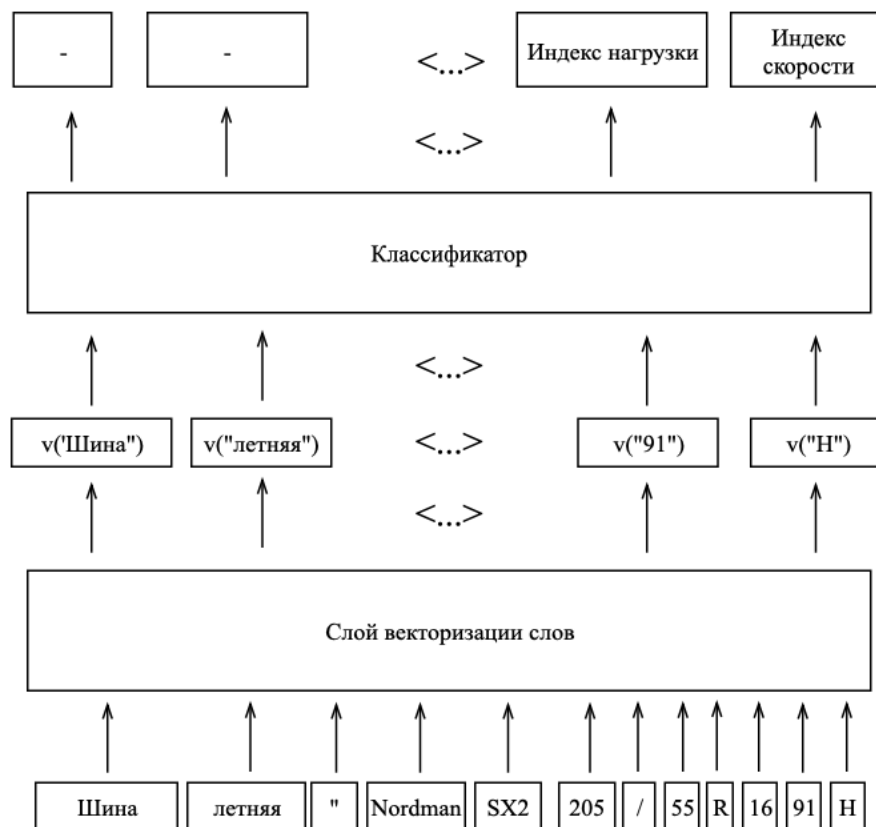 -
-
<...>
Индекс нагрузки
Индекс
скорости
<...>
Классификатор
<...>
v('Шина")
v("летняя")
<...>
v("91")
v("H")
<...>
Слой векторизации слов
Шина
летняя
"
Nordman
SX2
205
/
55
R
16
91
H